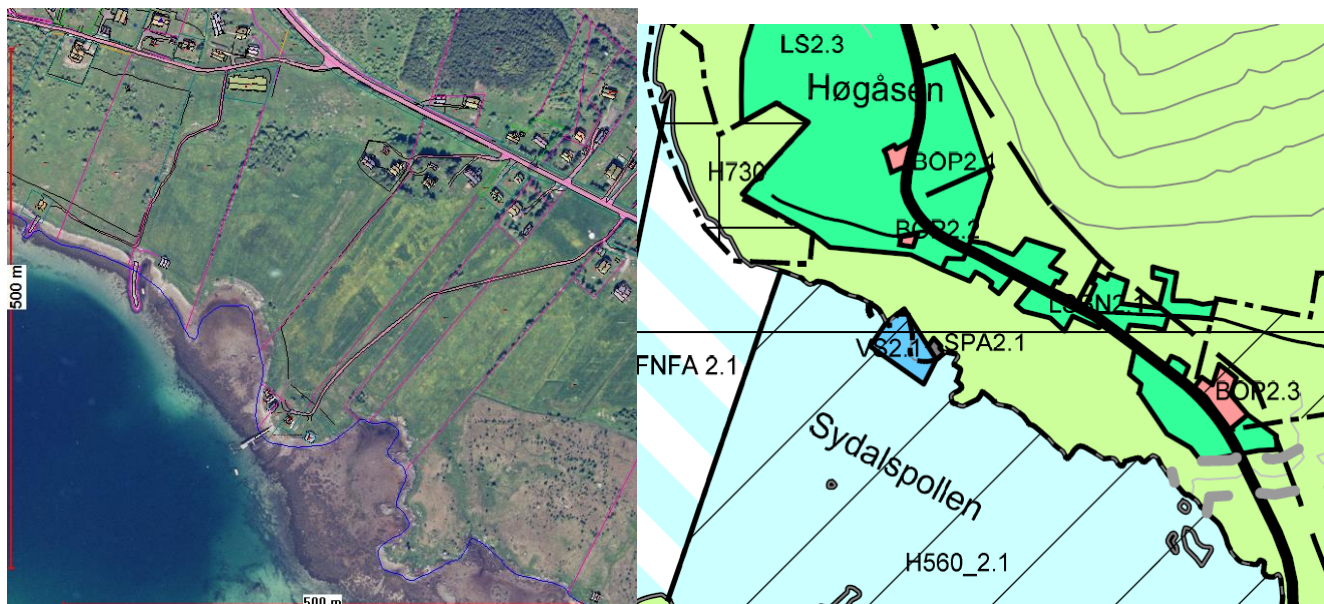 500 m
500 m
LS2.3
Høgåsen
BOP2.1
H730
BOP2.2
LSBN2.1
VS2.1
SPA2.1
FNFA 2.1
BOP2.3
Sydalspollen
H560_2.1